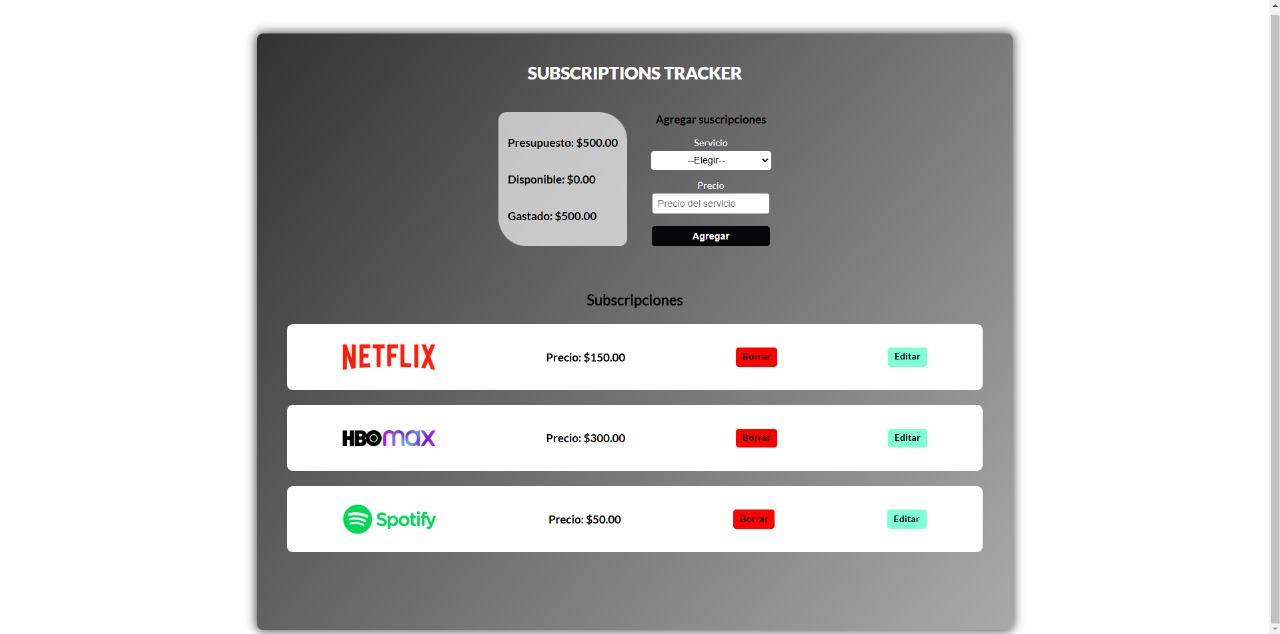 SUBSCRIPTIONS TRACKER
Presupuesto: $500.00
Disponible: $0.00
Gastado: $500.00
Agregar suscripciones
Servicio
--Elegir--
Precio
Precio del servicio
Agregar
Subscripciones
NETFLIX Precio: $150.00 Borrar Editar
HBOmax Precio: $300.00 Borrar Editar
Spotify Precio: $50.00 Borrar Editar